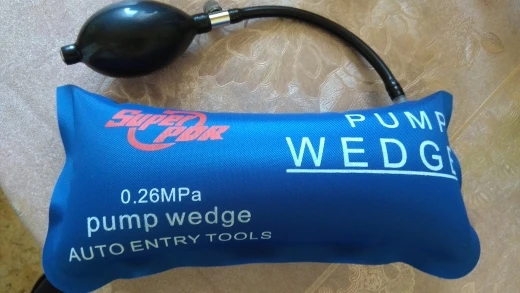 Super
PDR
PUMP
WEDGE
0.26MPa
pump wedge
AUTO ENTRY TOOLS